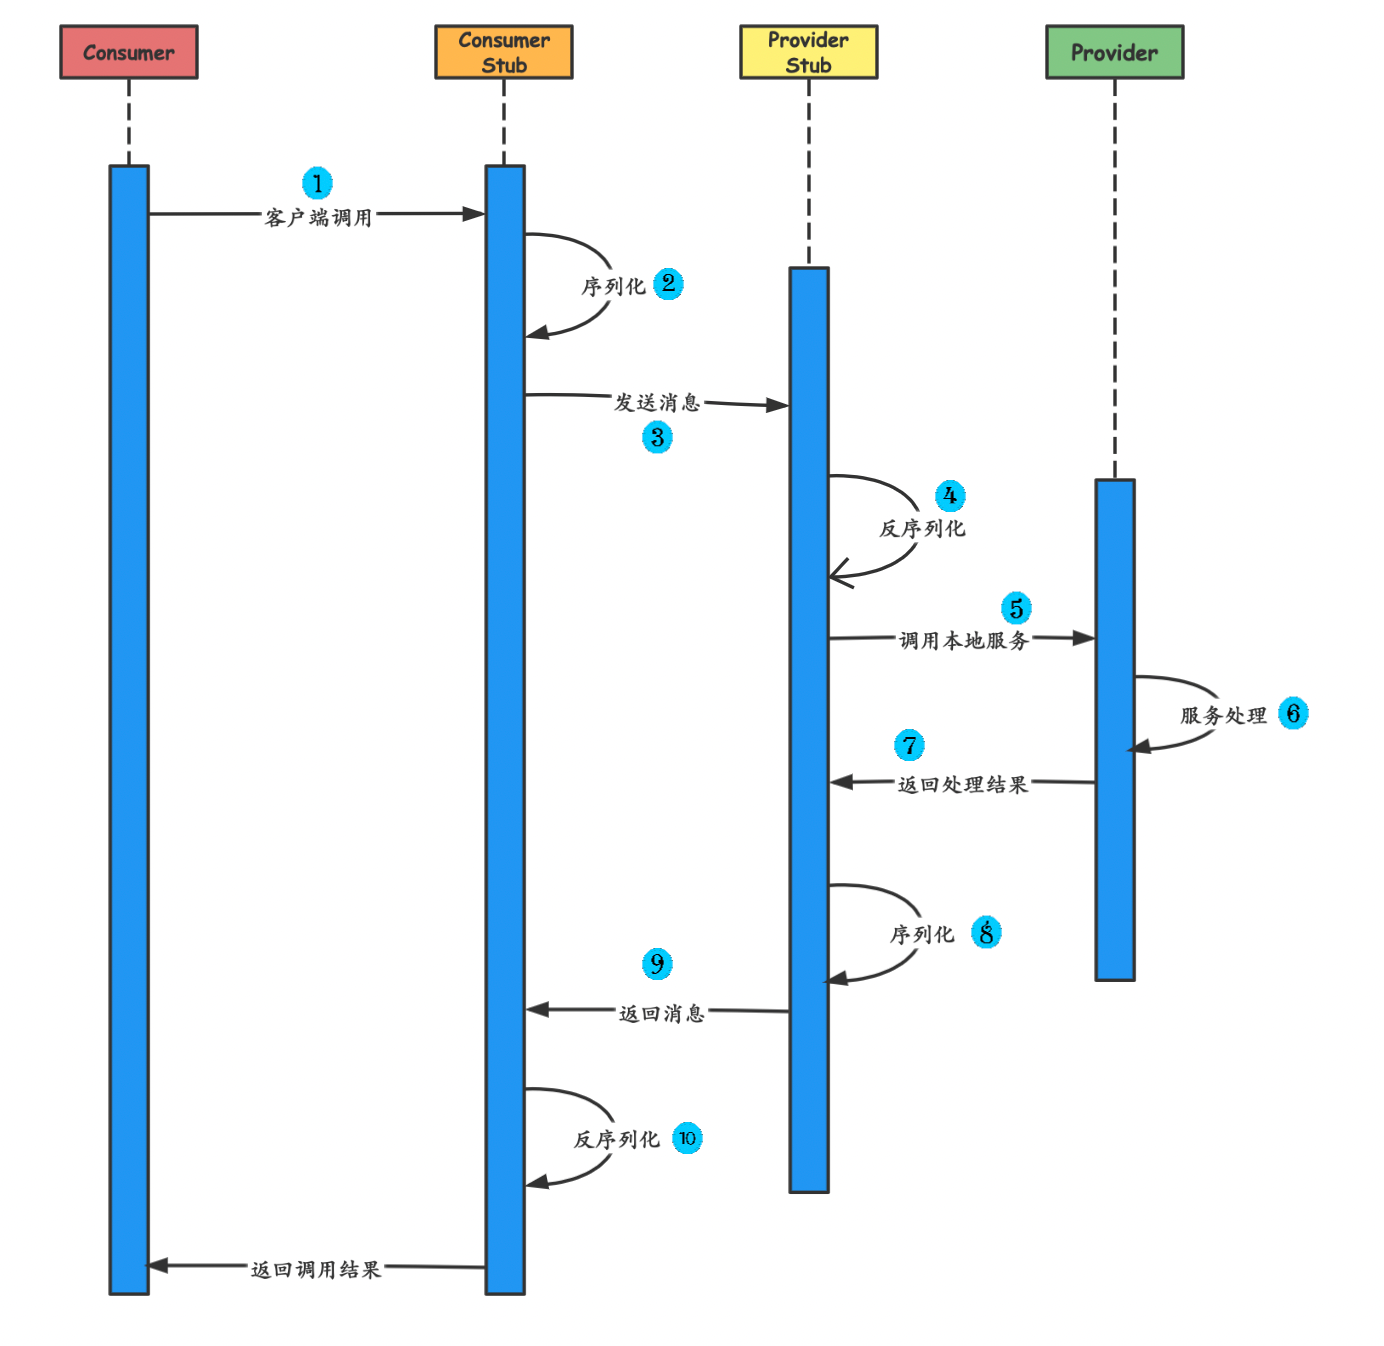 Consumer
Consumer
Stub
Provider
Stub
Provider
1
客户端调用
序列化 2
发送消息
3
4
反序列化
5
调用本地服务
服务处理 6
7
返回处理结果
序列化 8
9
返回消息
反序列化 10
返回调用结果